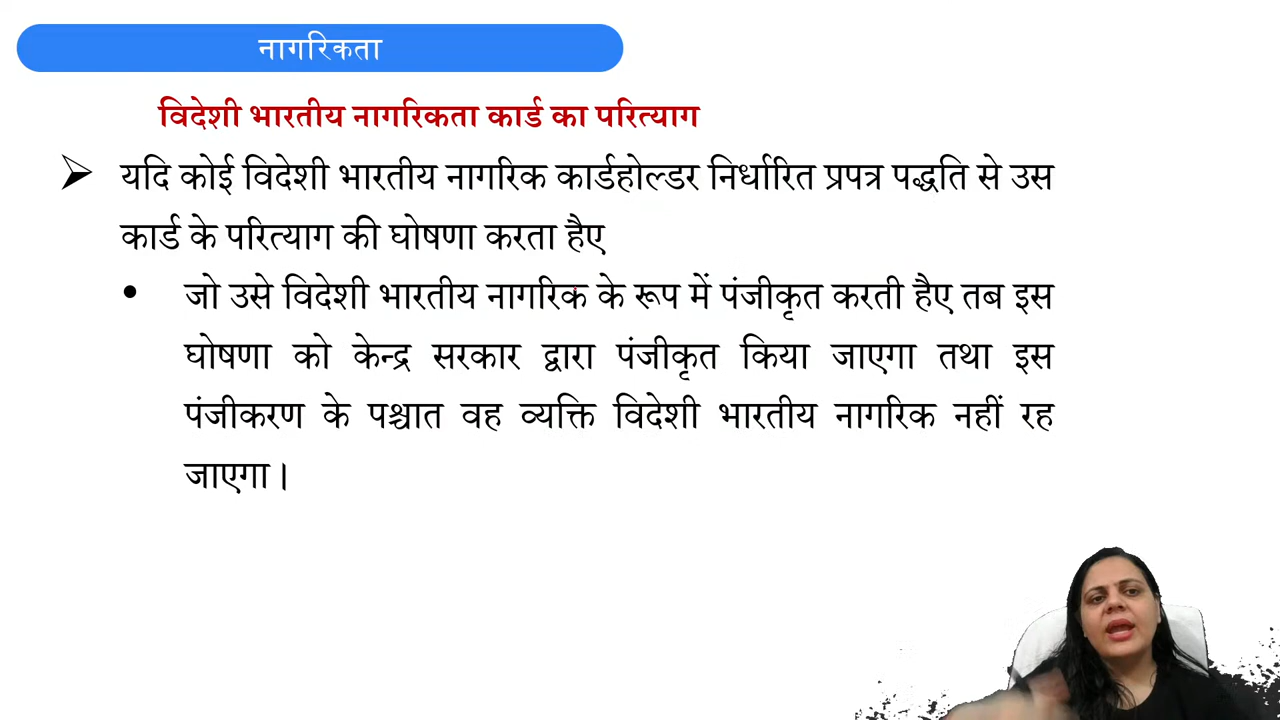 नागरिकता
विदेशी भारतीय नागरिकता कार्ड का परित्याग
यदि कोई विदेशी भारतीय नागरिक कार्डहोल्डर निर्धारित प्रपत्र पद्धति से उस
कार्ड के परित्याग की घोषणा करता हैए
जो उसे विदेशी भारतीय नागरिक के रूप में पंजीकृत करती हैए तब इस
घोषणा को केन्द्र सरकार द्वारा पंजीकृत किया जाएगा तथा इस
पंजीकरण के पश्चात वह व्यक्ति विदेशी भारतीय नागरिक नहीं रह
जाएगा।